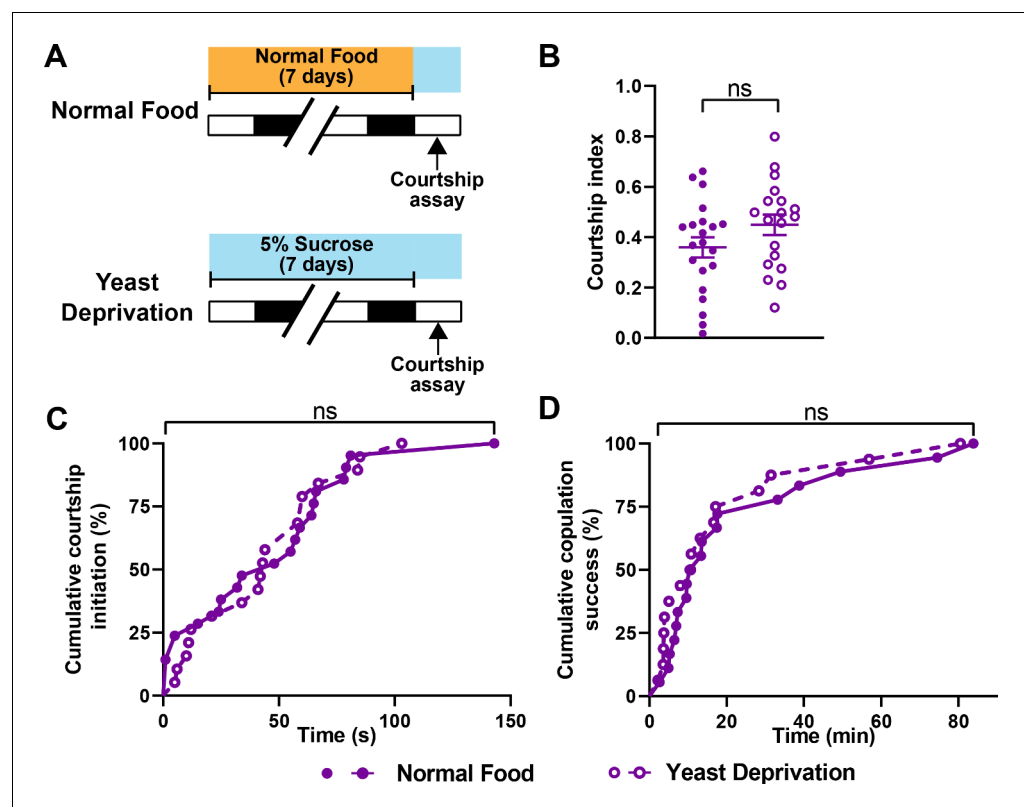 A
Normal Food
(7 days)
Normal Food
Courtship
assay
5% Sucrose
(7 days)
Yeast
Deprivation
Courtship
assay
B
ns
Courtship index
1.0
0.8
0.6
0.4
0.2
0.0
C
ns
Cumulative courtship
initiation (%)
100
75
50
25
0
0
50
100
150
Time (s)
D
ns
Cumulative copulation
success (%)
100
75
50
25
0
0
20
40
60
80
Time (min)
Normal Food
Yeast Deprivation